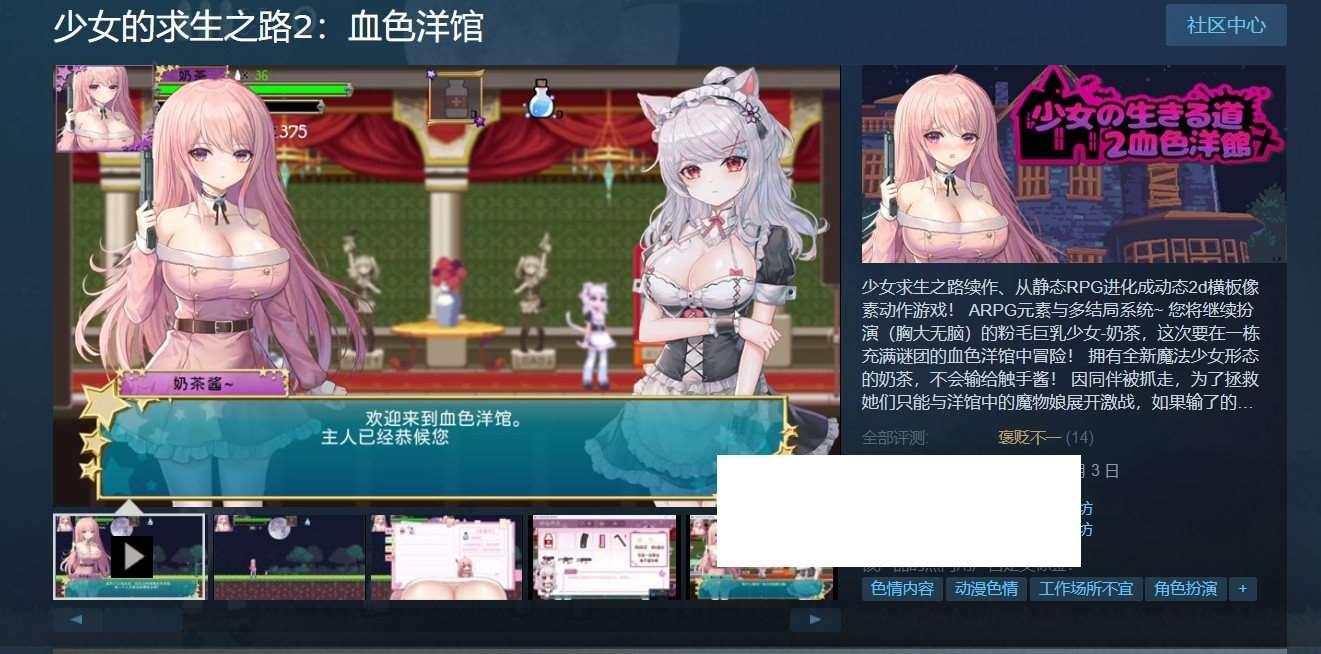 少女的求生之路2：血色洋馆
社区中心
奶茶
36
375
奶茶酱~
欢迎来到血色洋馆。
主人已经恭候您
少女の生きる道
2血色洋館
少女求生之路续作、从静态RPG进化成动态2d横板像
素动作游戏！ ARPG元素与多结局系统~ 您将继续扮
演（胸大无脑）的粉毛巨乳少女-奶茶，这次要在一栋
充满谜团的血色洋馆中冒险！ 拥有全新魔法少女形态
的奶茶，不会输给触手酱！ 因同伴被抓走，为了拯救
她们只能与洋馆中的魔物娘展开激战，如果输了的...
全部评测:
褒贬不一 (14)
月 3 日
坊
坊
色情内容
动漫色情
工作场所不宜
角色扮演
+